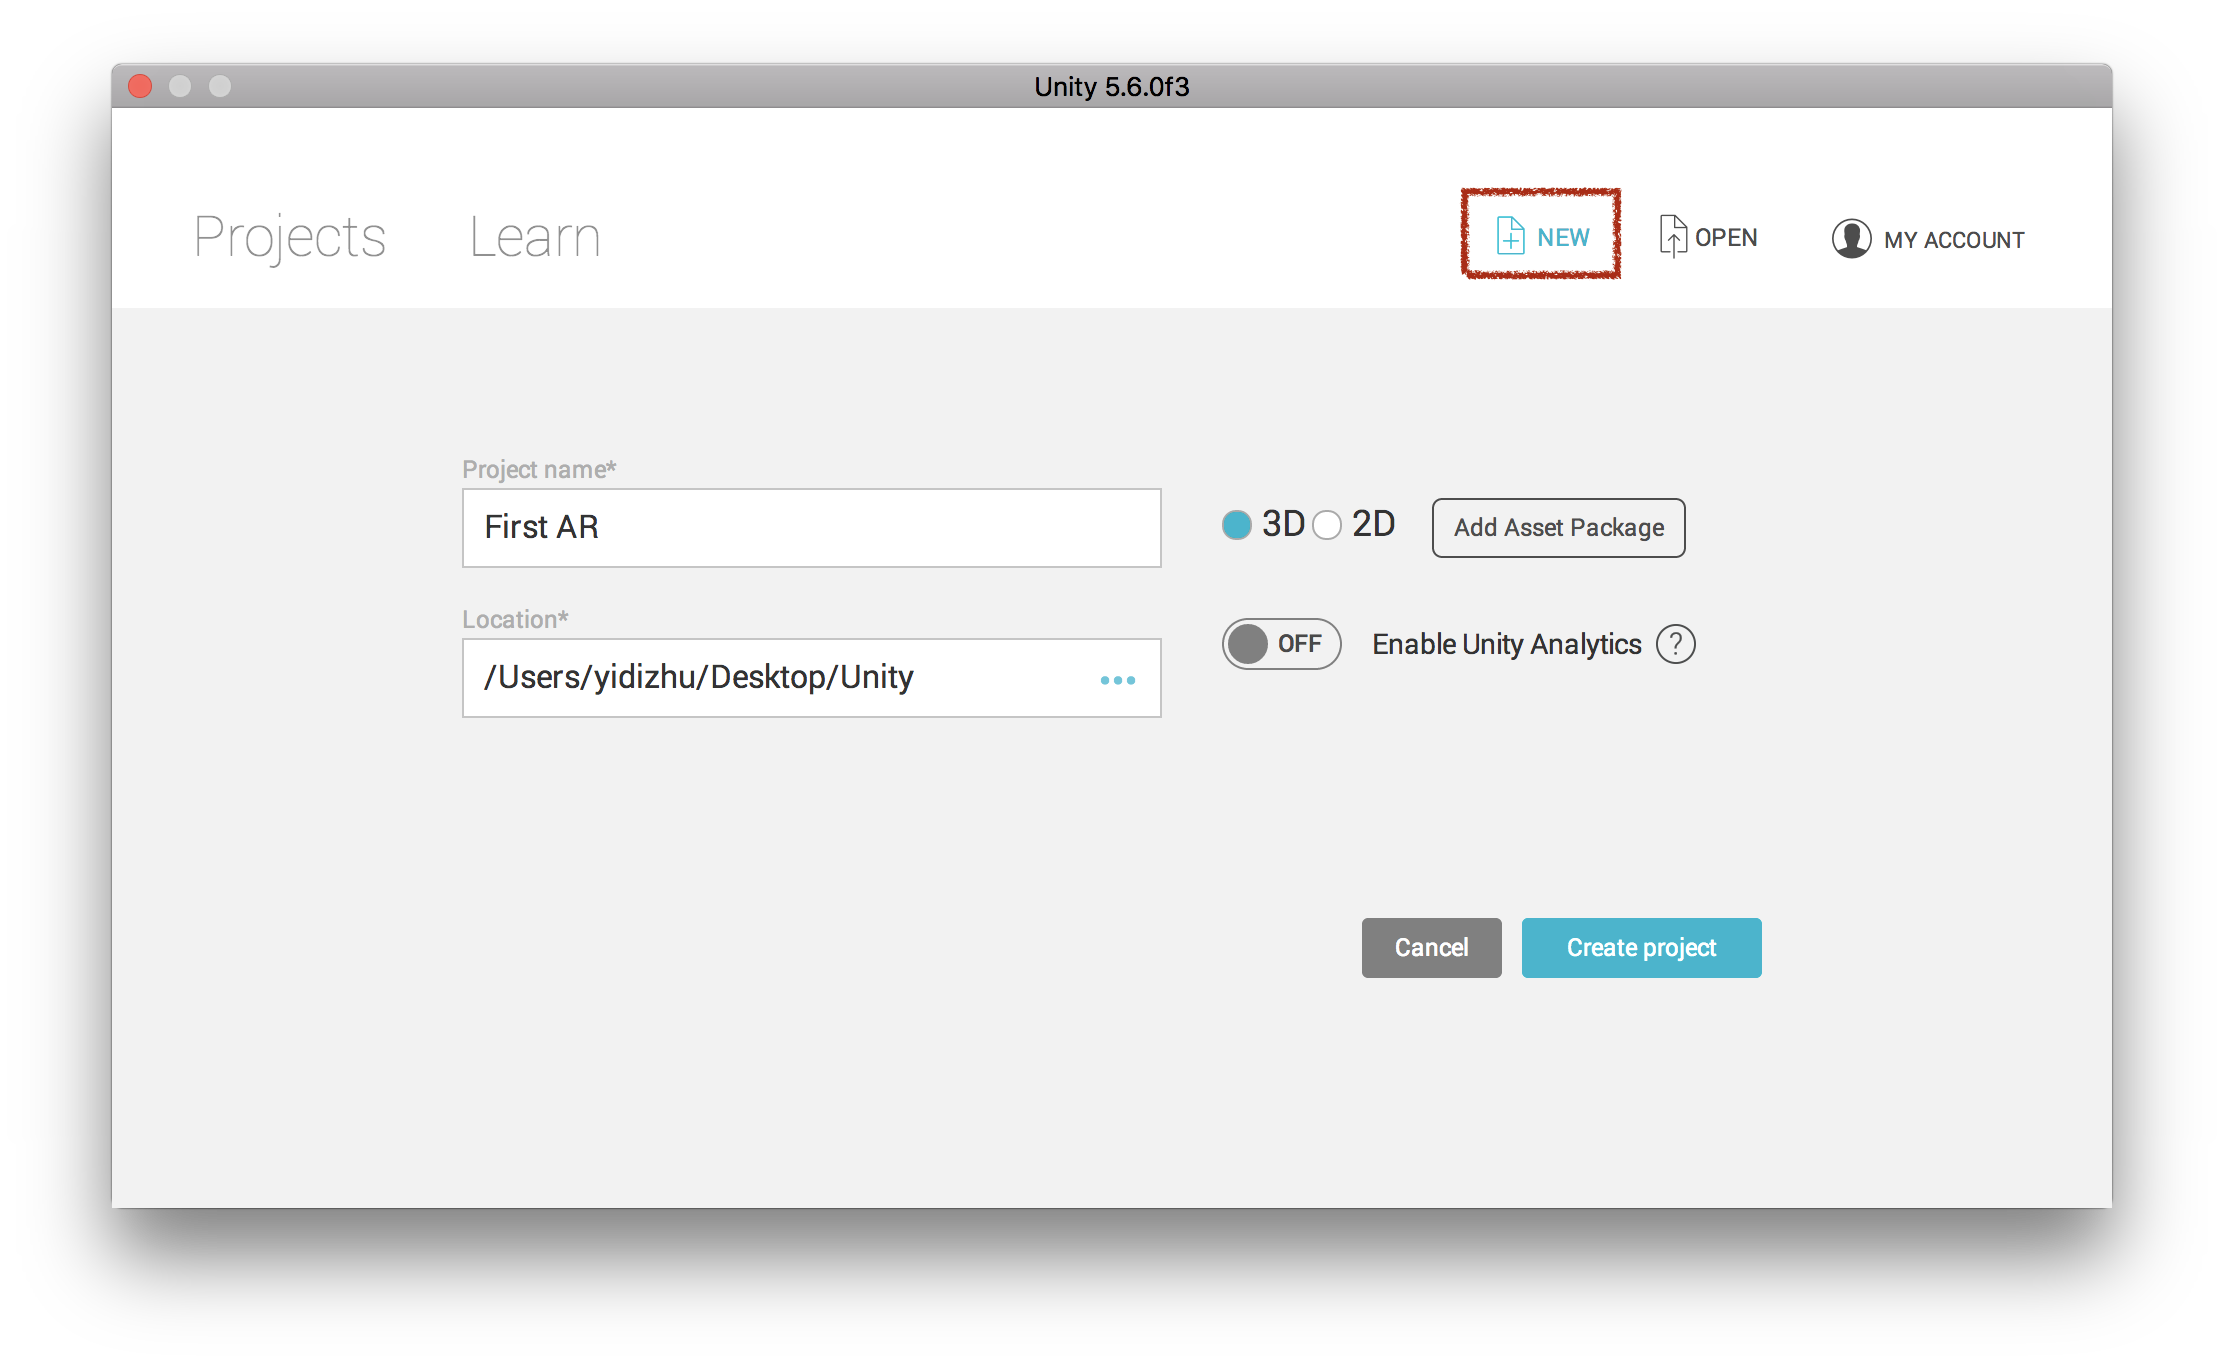 Unity 5.6.0f3
Projects Learn NEW OPEN MY ACCOUNT
Project name*
First AR
3D 2D Add Asset Package
Location*
/Users/yidizhu/Desktop/Unity
OFF Enable Unity Analytics ?
Cancel Create project